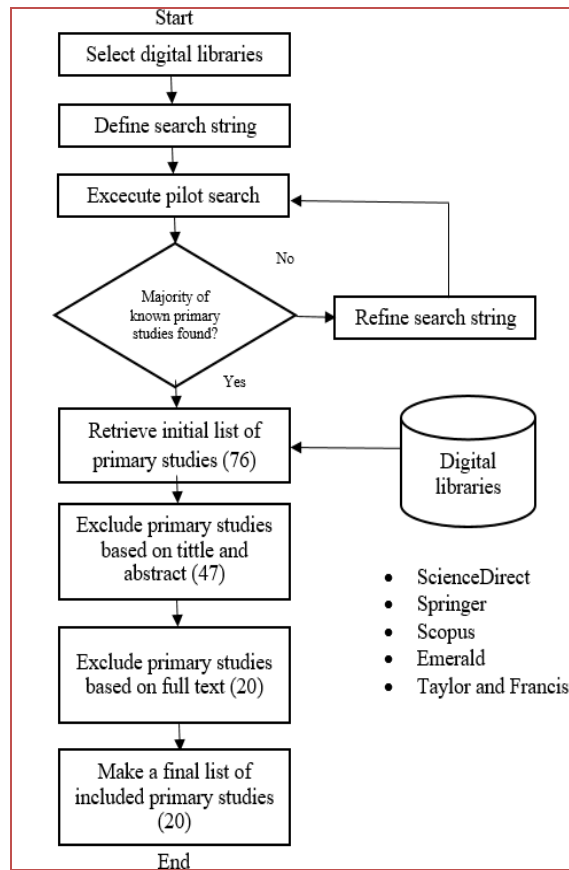 Start
Select digital libraries
Define search string
Excecute pilot search
No
Majority of
known primary
studies found?
Refine search string
Yes
Retrieve initial list of
primary studies (76)
Digital
libraries
Exclude primary studies
based on tittle and
abstract (47)
• ScienceDirect
• Springer
• Scopus
• Emerald
• Taylor and Francis
Exclude primary studies
based on full text (20)
Make a final list of
included primary studies
(20)
End